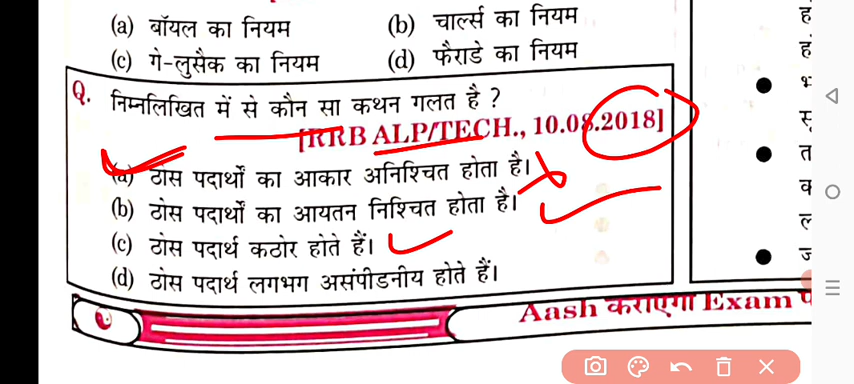 (a) बॉयल का नियम (b) चार्ल्स का नियम
(c) गे-लुसैक का नियम (d) फैराडे का नियम
Q. निम्नलिखित में से कौन सा कथन गलत है ?
[RRB ALP/TECH., 10.08.2018]
(a) ठोस पदार्थों का आकार अनिश्चित होता है।
(b) ठोस पदार्थों का आयतन निश्चित होता है।
(c) ठोस पदार्थ कठोर होते हैं।
(d) ठोस पदार्थ लगभग असंपीडनीय होते हैं।
Aash कराएगा Exam